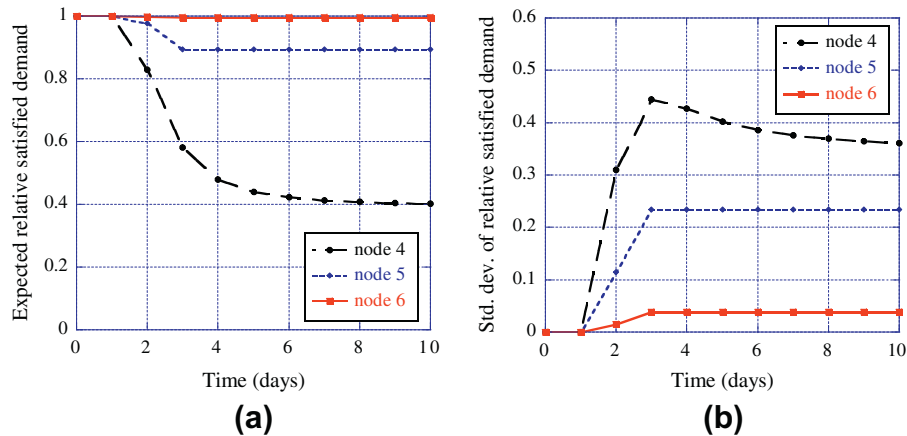 Expected relative satisfied demand
1
0.8
0.6
0.4
0.2
0
node 4
node 5
node 6
0 2 4 6 8 10
Time (days)
(a)
Std. dev. of relative satisfied demand
0.6
0.5
0.4
0.3
0.2
0.1
0
node 4
node 5
node 6
0 2 4 6 8 10
Time (days)
(b)